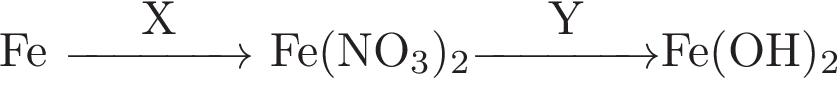 Fe X⟶ Fe(NO₃)₂ Y⟶ Fe(OH)₂